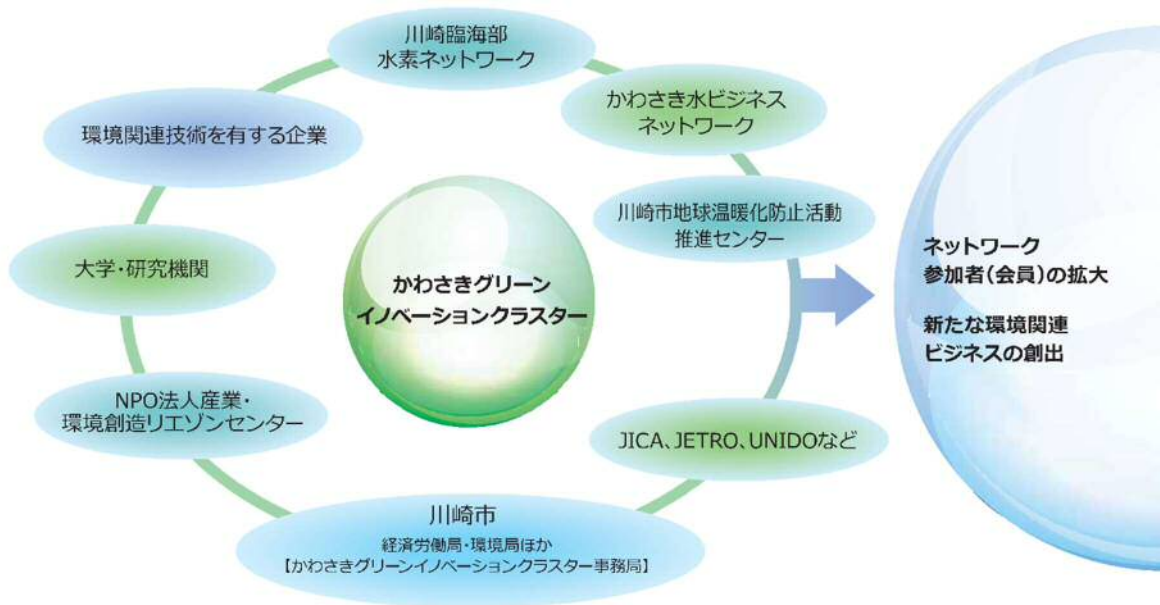 川崎臨海部
水素ネットワーク
かわさき水ビジネス
ネットワーク
環境関連技術を有する企業
川崎市地球温暖化防止活動
推進センター
大学・研究機関
かわさきグリーン
イノベーションクラスター
ネットワーク
参加者(会員)の拡大
新たな環境関連
ビジネスの創出
NPO法人産業・
環境創造リエゾンセンター
JICA、JETRO、UNIDOなど
川崎市
経済労働局・環境局ほか
【かわさきグリーンイノベーションクラスター事務局】